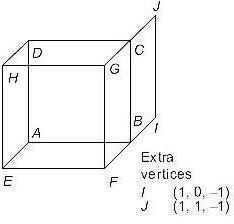 J
D
C
H
G
A
B
I
E
F
Extra
vertices
I (1, 0, –1)
J (1, 1, –1)